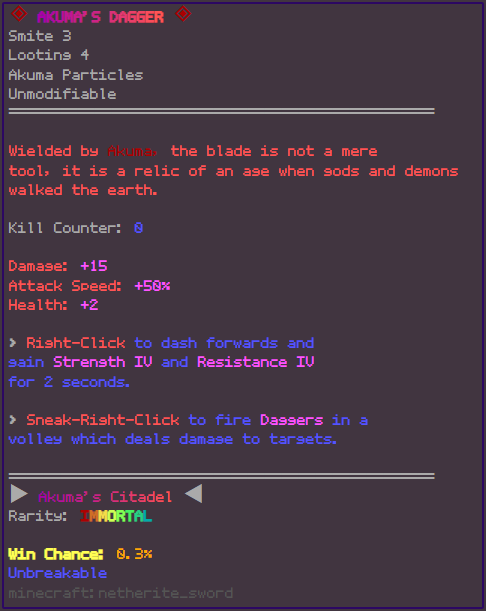 AKUMA'S DAGGER
Smite 3
Looting 4
Akuma Particles
Unmodifiable
Wielded by Akuma, the blade is not a mere
tool, it is a relic of an age when gods and demons
walked the earth.
Kill Counter: 0
Damage: +15
Attack Speed: +50%
Health: +2
> Right-Click to dash forwards and
gain Strength IV and Resistance IV
for 2 seconds.
> Sneak-Right-Click to fire Daggers in a
volley which deals damage to targets.
▶ Akuma's Citadel ◀
Rarity: IMMORTAL
Win Chance: 0.3%
Unbreakable
minecraft:netherite_sword